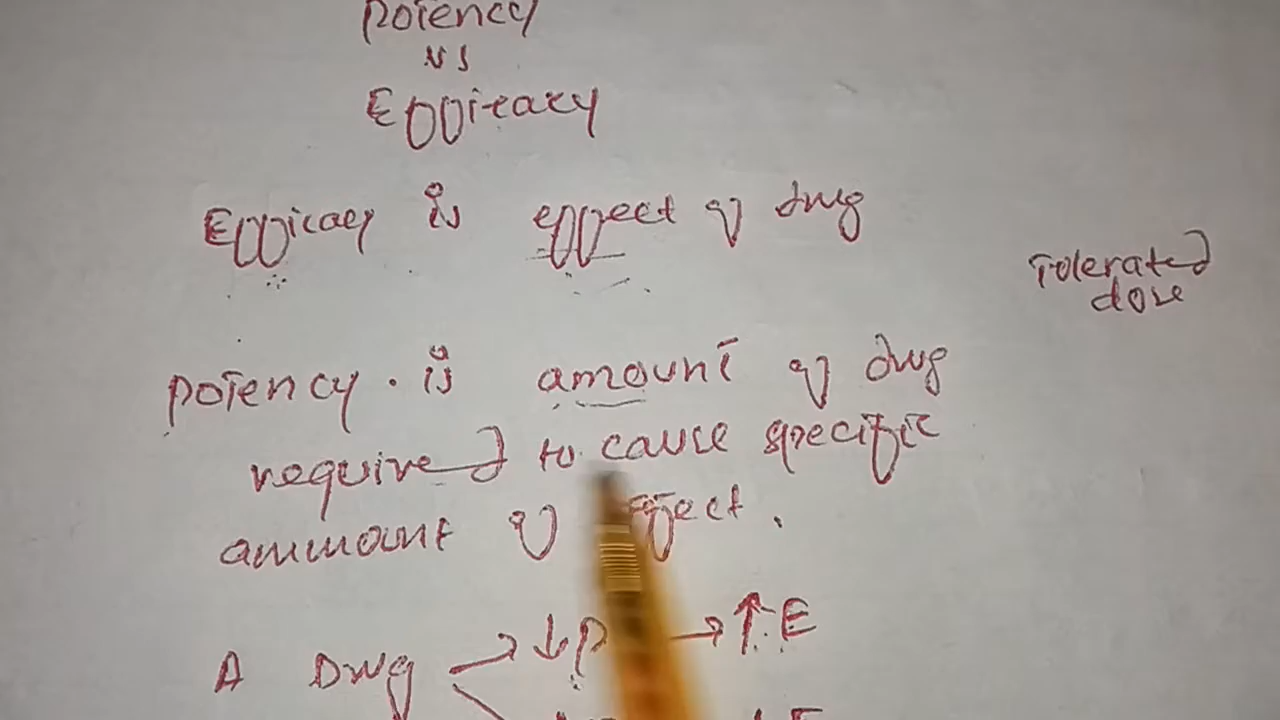 Potency
vs
Efficacy
Efficacy is effect of drug
Tolerated
dose
potency . is amount of drug
required to cause specific
ammount of effect .
A Drug → ↓P → ↑E